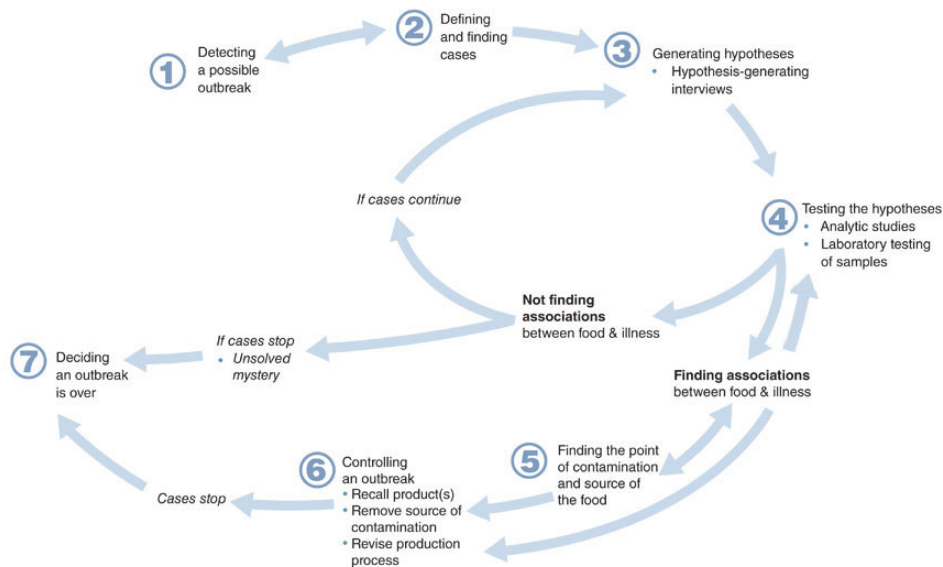 1
Detecting
a possible
outbreak
2
Defining
and finding
cases
3
Generating hypotheses
• Hypothesis-generating
interviews
4
Testing the hypotheses
• Analytic studies
• Laboratory testing
of samples
If cases continue
Not finding
associations
between food & illness
Finding associations
between food & illness
If cases stop
• Unsolved
mystery
5
Finding the point
of contamination
and source of
the food
6
Controlling
an outbreak
• Recall product(s)
• Remove source of
contamination
• Revise production
process
Cases stop
7
Deciding
an outbreak
is over